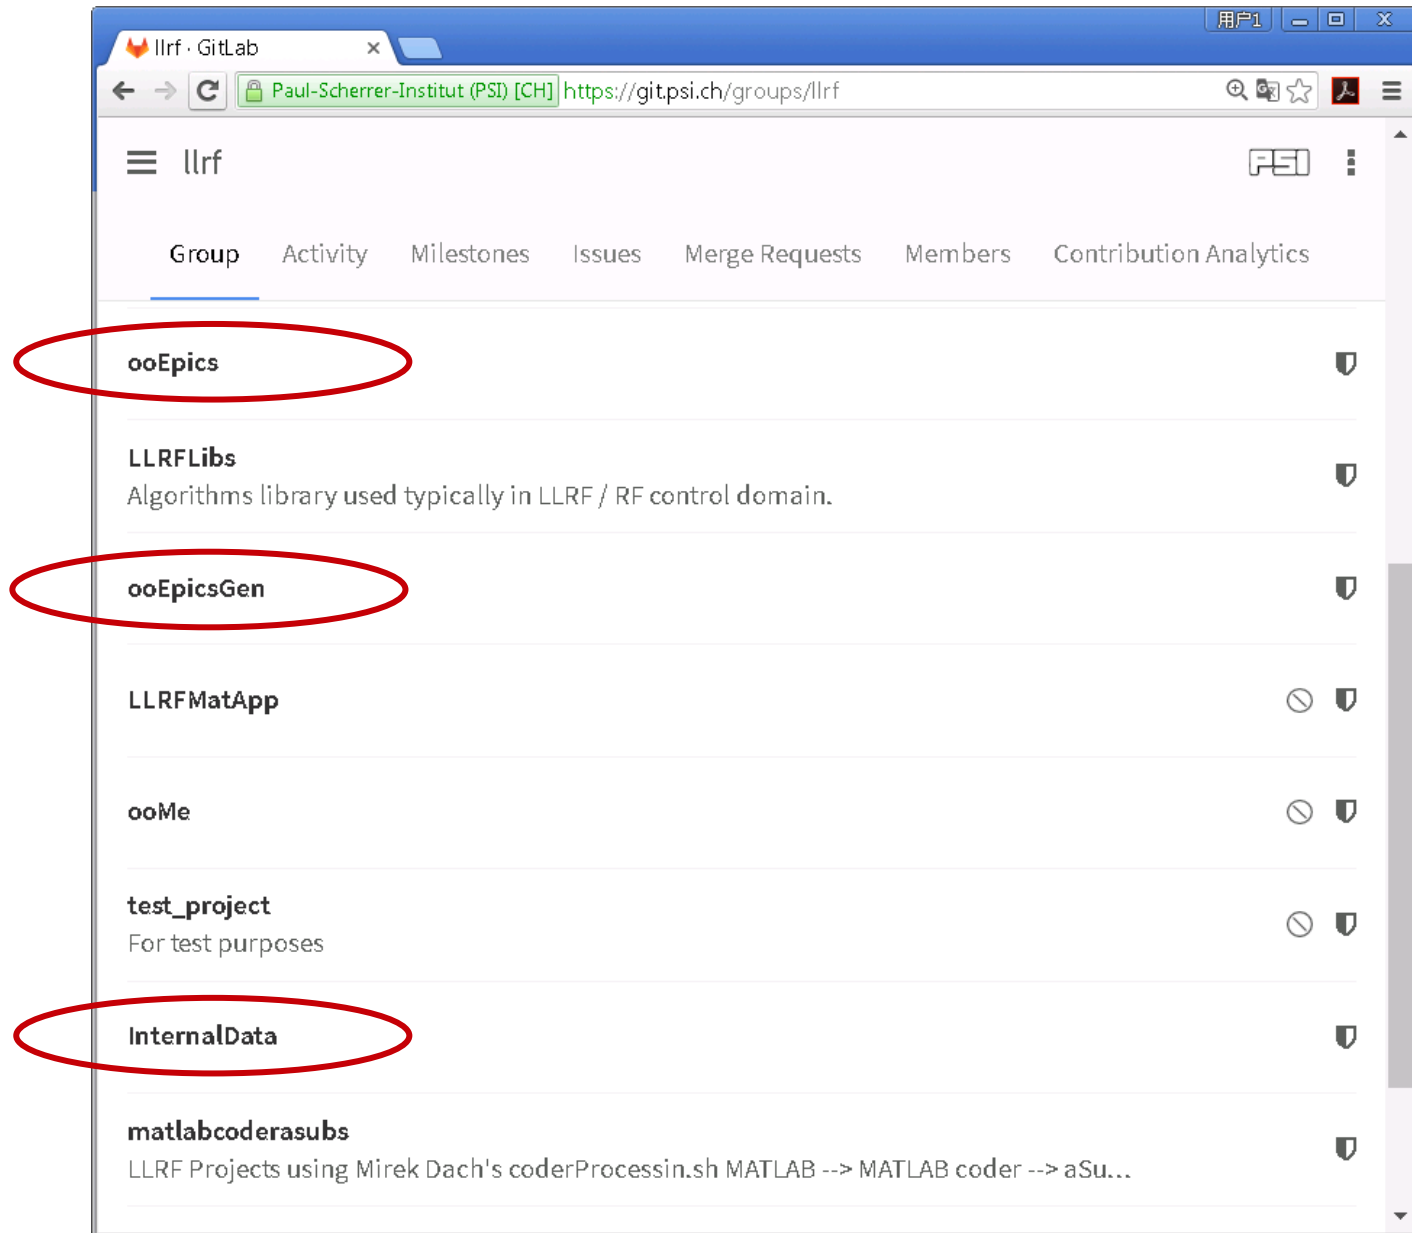 用户1
llrf · GitLab
Paul-Scherrer-Institut (PSI) [CH] https://git.psi.ch/groups/llrf
llrf
PSI
Group Activity Milestones Issues Merge Requests Members Contribution Analytics
ooEpics
LLRFLibs
Algorithms library used typically in LLRF / RF control domain.
ooEpicsGen
LLRFMatApp
ooMe
test_project
For test purposes
InternalData
matlabcoderasubs
LLRF Projects using Mirek Dach's coderProcessin.sh MATLAB --> MATLAB coder --> aSu...